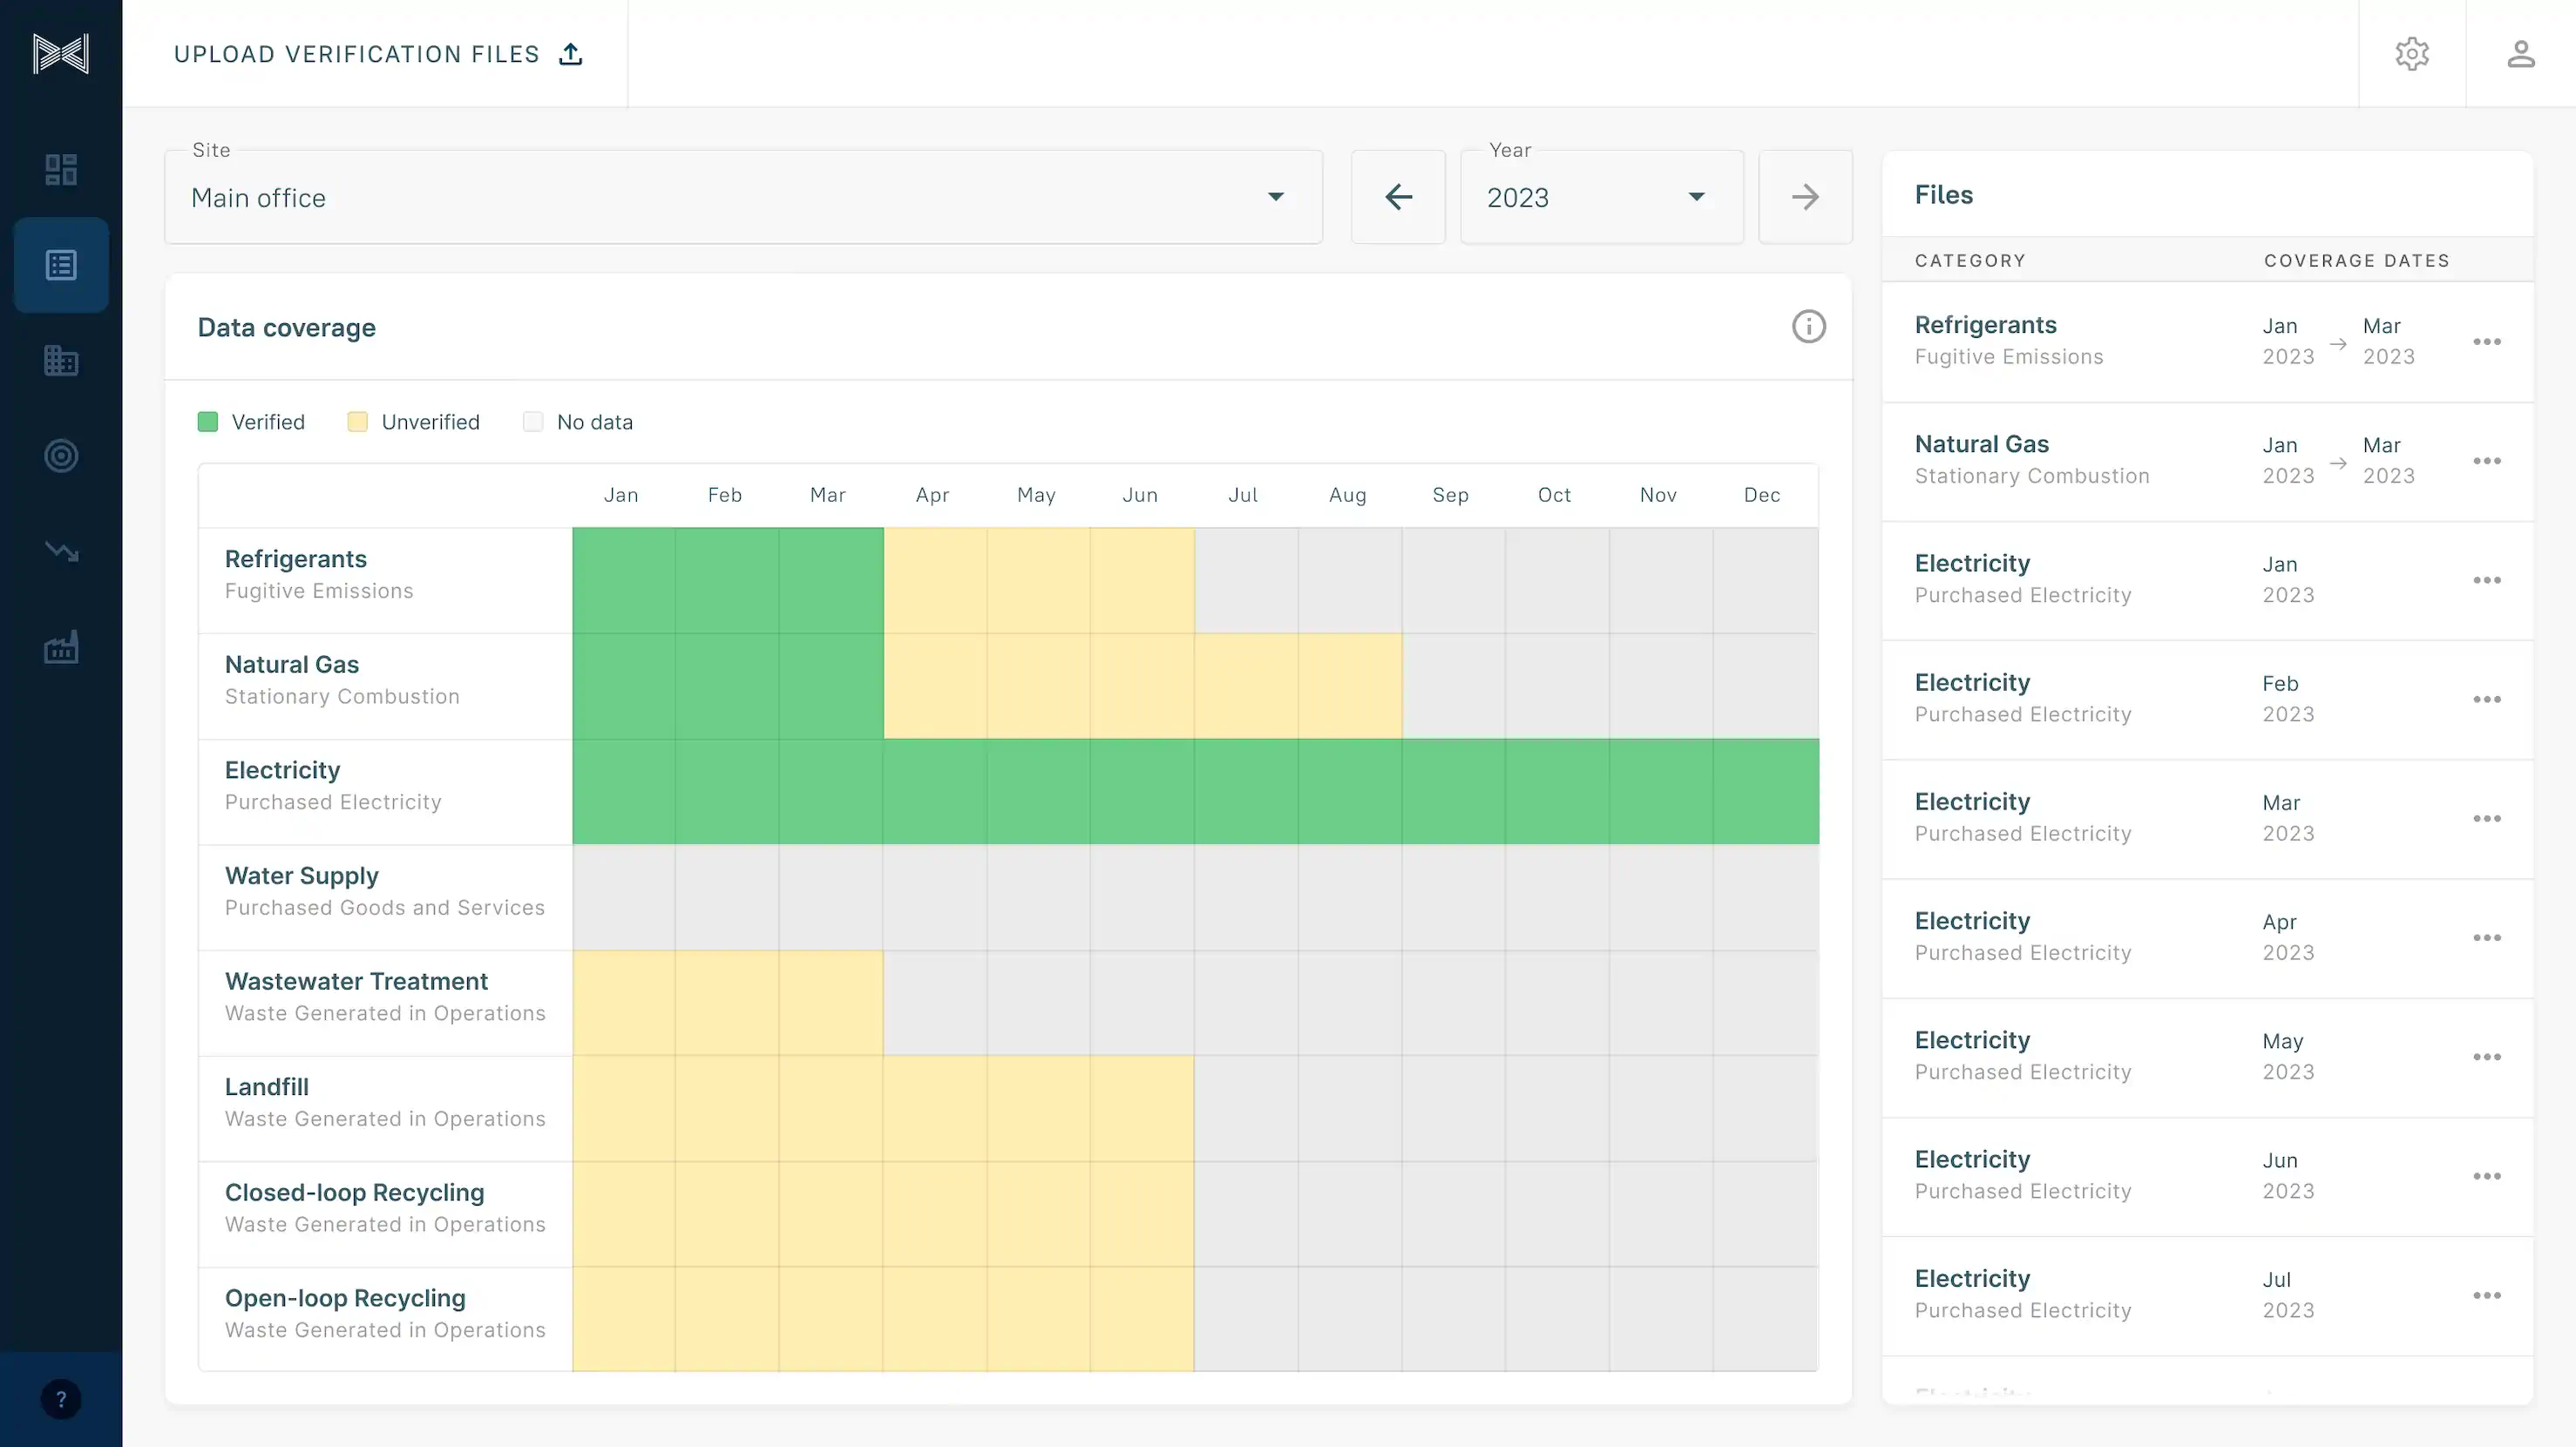 UPLOAD VERIFICATION FILES
Site
Main office
Year
2023
Data coverage
Verified
Unverified
No data
Jan Feb Mar Apr May Jun Jul Aug Sep Oct Nov Dec
Refrigerants
Fugitive Emissions
Natural Gas
Stationary Combustion
Electricity
Purchased Electricity
Water Supply
Purchased Goods and Services
Wastewater Treatment
Waste Generated in Operations
Landfill
Waste Generated in Operations
Closed-loop Recycling
Waste Generated in Operations
Open-loop Recycling
Waste Generated in Operations
?
Files
CATEGORY COVERAGE DATES
Refrigerants Jan → Mar
Fugitive Emissions 2023 2023
Natural Gas Jan → Mar
Stationary Combustion 2023 2023
Electricity Jan
Purchased Electricity 2023
Electricity Feb
Purchased Electricity 2023
Electricity Mar
Purchased Electricity 2023
Electricity Apr
Purchased Electricity 2023
Electricity May
Purchased Electricity 2023
Electricity Jun
Purchased Electricity 2023
Electricity Jul
Purchased Electricity 2023